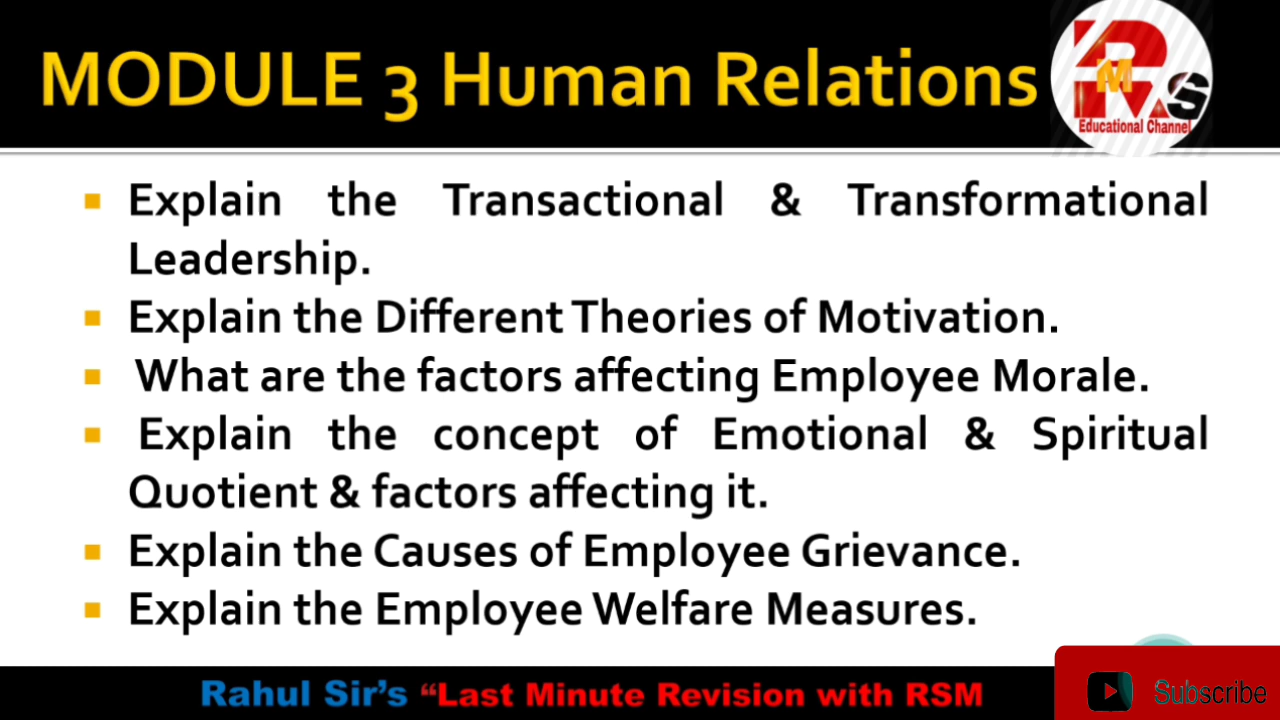 MODULE 3 Human Relations
RMS
Educational Channel
Explain the Transactional & Transformational
Leadership.
Explain the Different Theories of Motivation.
What are the factors affecting Employee Morale.
Explain the concept of Emotional & Spiritual
Quotient & factors affecting it.
Explain the Causes of Employee Grievance.
Explain the Employee Welfare Measures.
Rahul Sir's "Last Minute Revision with RSM
Subscribe